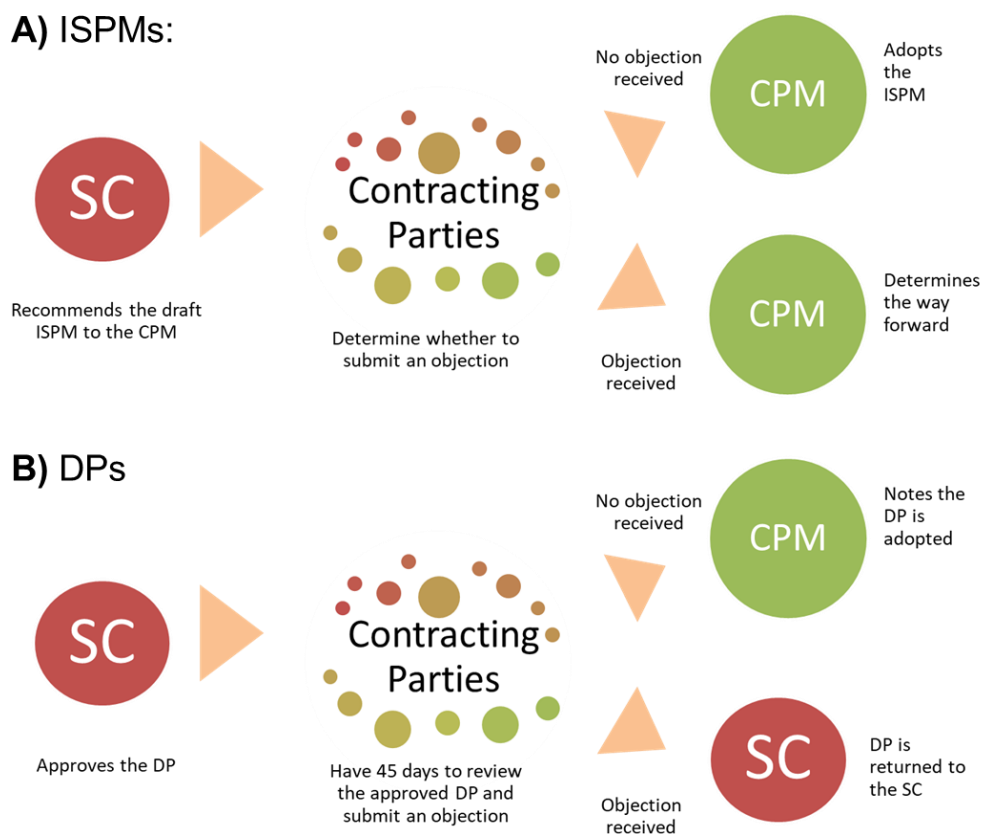 A) ISPMs:
SC
Recommends the draft
ISPM to the CPM
Contracting
Parties
Determine whether to
submit an objection
No objection
received
CPM
Adopts
the
ISPM
Objection
received
CPM
Determines
the way
forward
B) DPs
SC
Approves the DP
Contracting
Parties
Have 45 days to review
the approved DP and
submit an objection
No objection
received
CPM
Notes the
DP is
adopted
Objection
received
SC
DP is
returned to
the SC